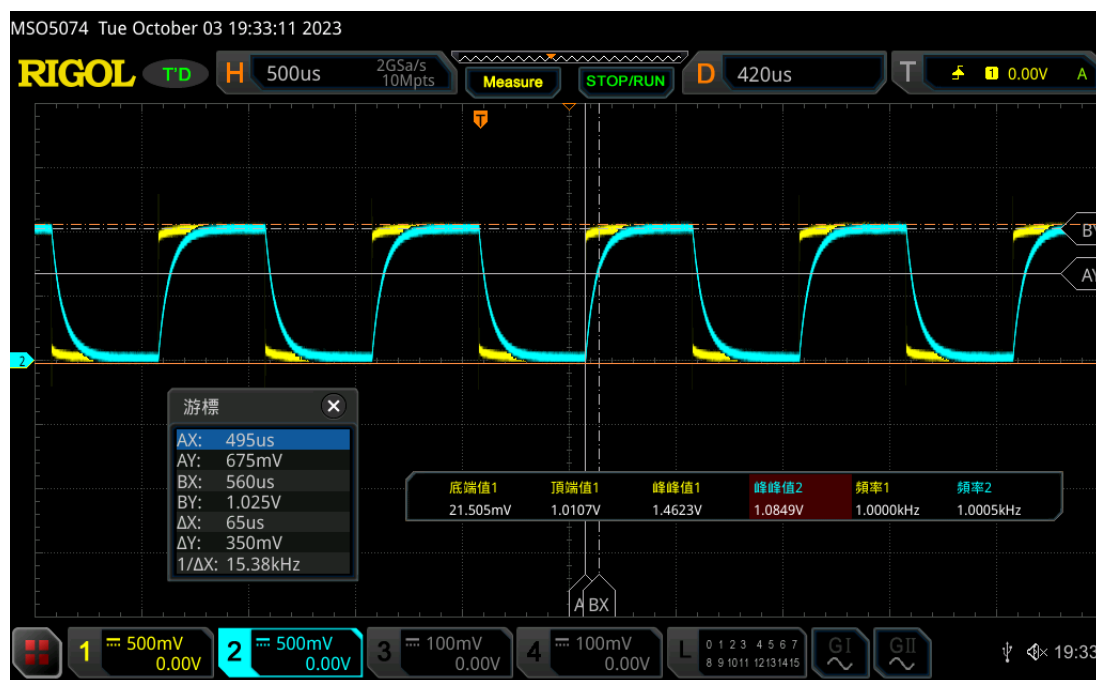 MSO5074 Tue October 03 19:33:11 2023
RIGOL T'D H 500us 2GSa/s 10Mpts Measure STOP/RUN D 420us T 1 0.00V A
T
BY
AY
2
游標
AX: 495us
AY: 675mV
BX: 560us
BY: 1.025V
ΔX: 65us
ΔY: 350mV
1/ΔX: 15.38kHz
底端值1 頂端值1 峰峰值1 峰峰值2 頻率1 頻率2
21.505mV 1.0107V 1.4623V 1.0849V 1.0000kHz 1.0005kHz
A BX
1 500mV 0.00V 2 500mV 0.00V 3 100mV 0.00V 4 100mV 0.00V L 0 1 2 3 4 5 6 7 8 9 10 11 12 13 14 15 GI GII 19:33